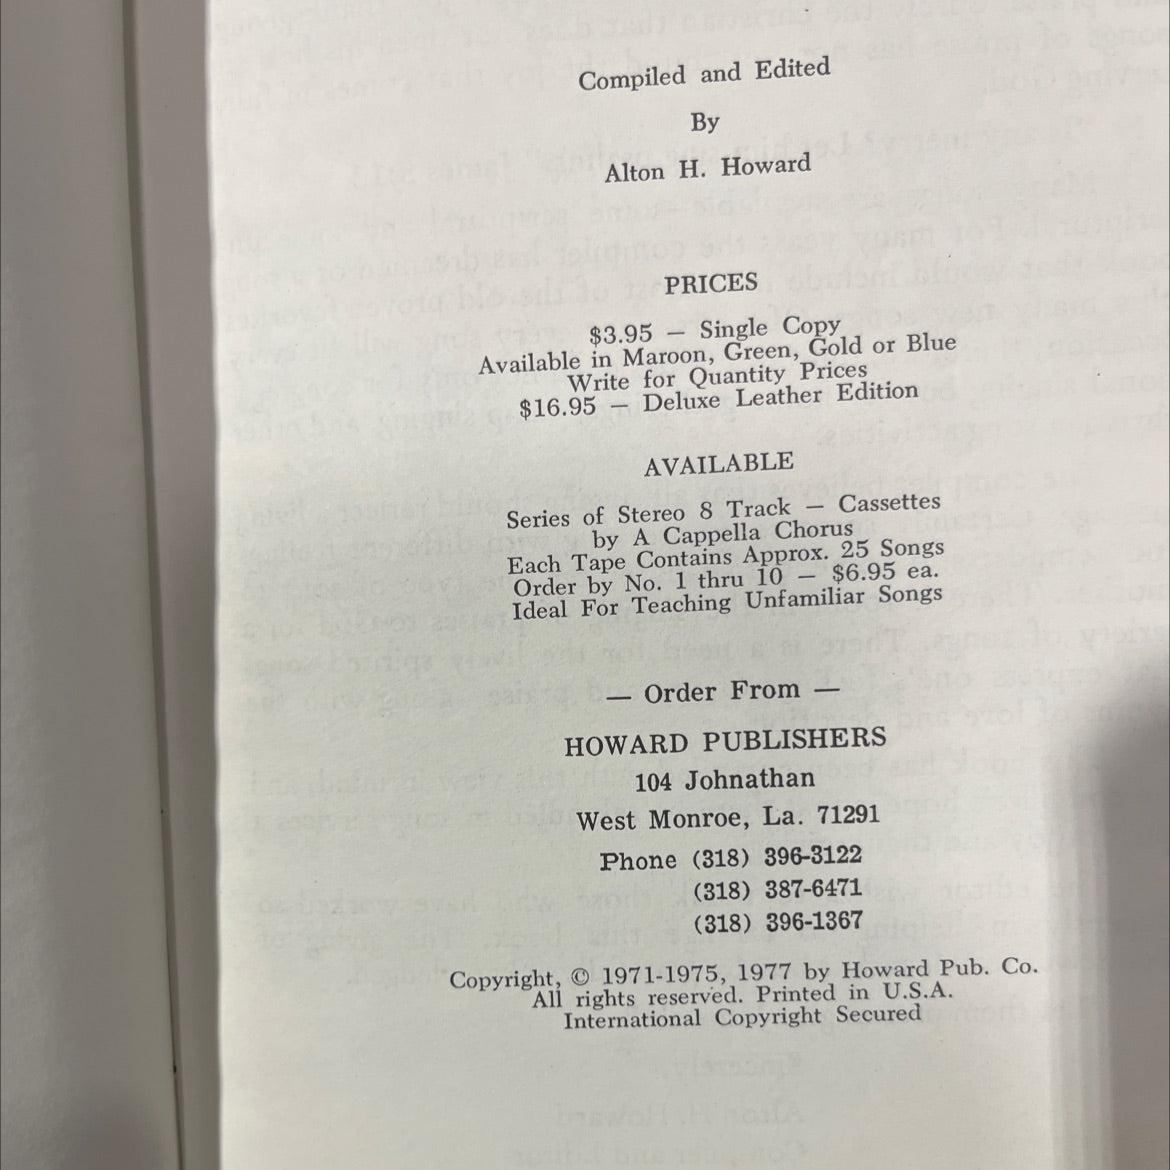 Compiled and Edited
By
Alton H. Howard
PRICES
$3.95 — Single Copy
Available in Maroon, Green, Gold or Blue
Write for Quantity Prices
$16.95 — Deluxe Leather Edition
AVAILABLE
Series of Stereo 8 Track — Cassettes
by A Cappella Chorus
Each Tape Contains Approx. 25 Songs
Order by No. 1 thru 10 — $6.95 ea.
Ideal For Teaching Unfamiliar Songs
— Order From —
HOWARD PUBLISHERS
104 Johnathan
West Monroe, La. 71291
Phone (318) 396-3122
(318) 387-6471
(318) 396-1367
Copyright, © 1971-1975, 1977 by Howard Pub. Co.
All rights reserved. Printed in U.S.A.
International Copyright Secured